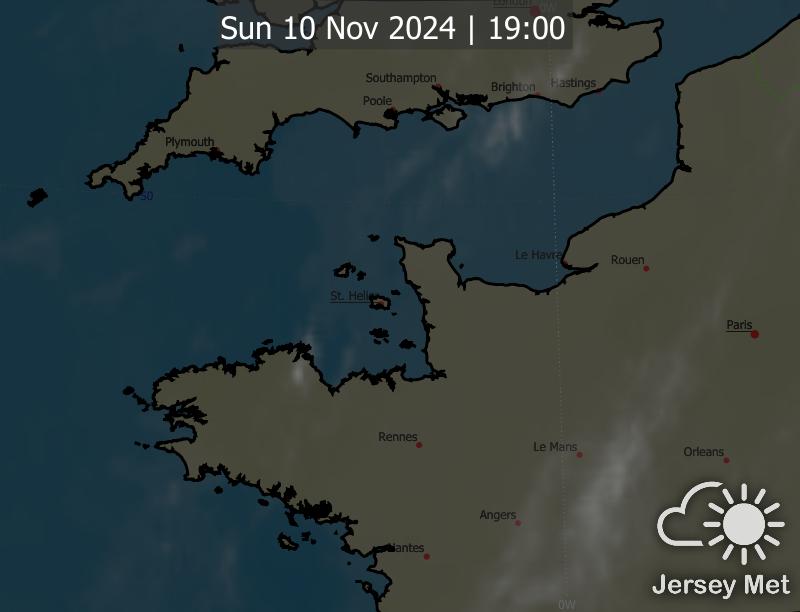 London
0W
Sun 10 Nov 2024 | 19:00
Southampton
Brighton
Hastings
Poole
Plymouth
50
Le Havre
Rouen
St. Helier
Paris
Rennes
Le Mans
Orleans
Angers
Nantes
Jersey Met
0W